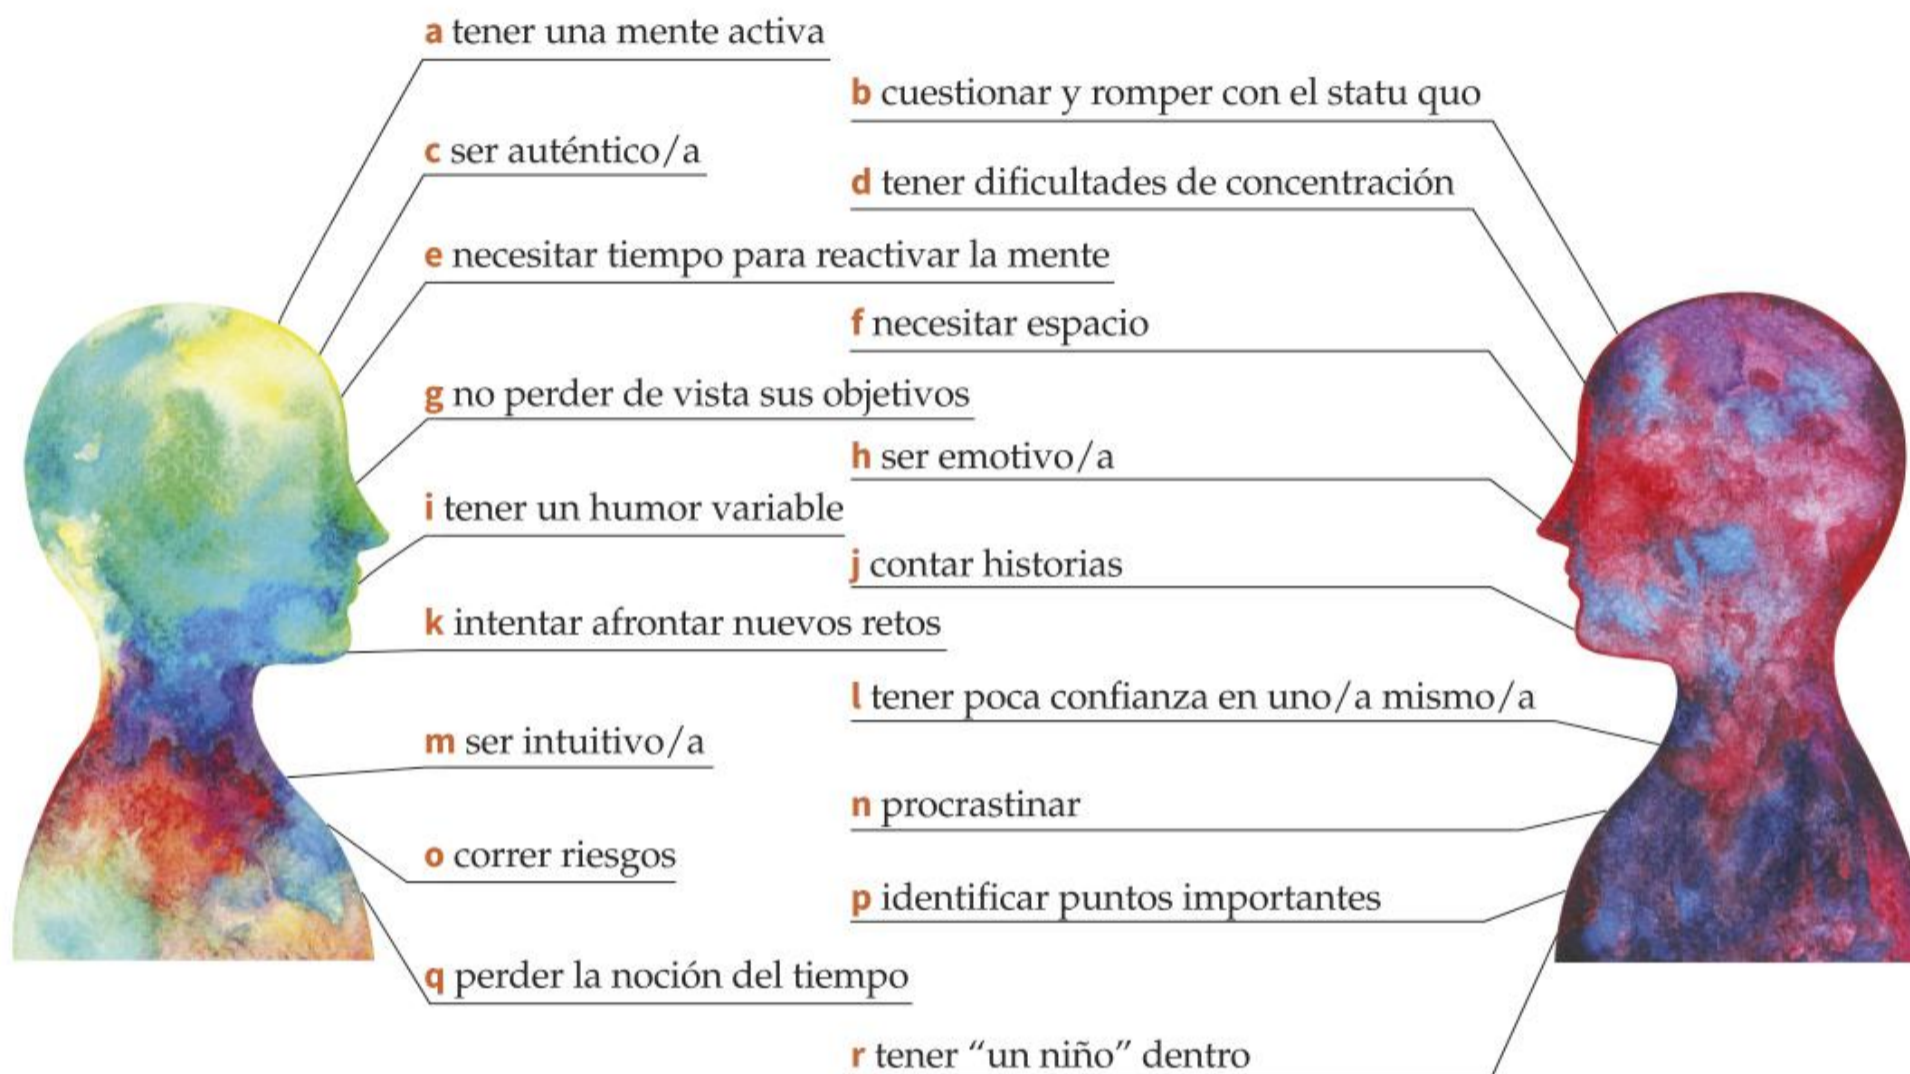 a tener una mente activa
b cuestionar y romper con el statu quo
c ser auténtico/a
d tener dificultades de concentración
e necesitar tiempo para reactivar la mente
f necesitar espacio
g no perder de vista sus objetivos
h ser emotivo/a
i tener un humor variable
j contar historias
k intentar afrontar nuevos retos
l tener poca confianza en uno/a mismo/a
m ser intuitivo/a
n procrastinar
o correr riesgos
p identificar puntos importantes
q perder la noción del tiempo
r tener “un niño” dentro